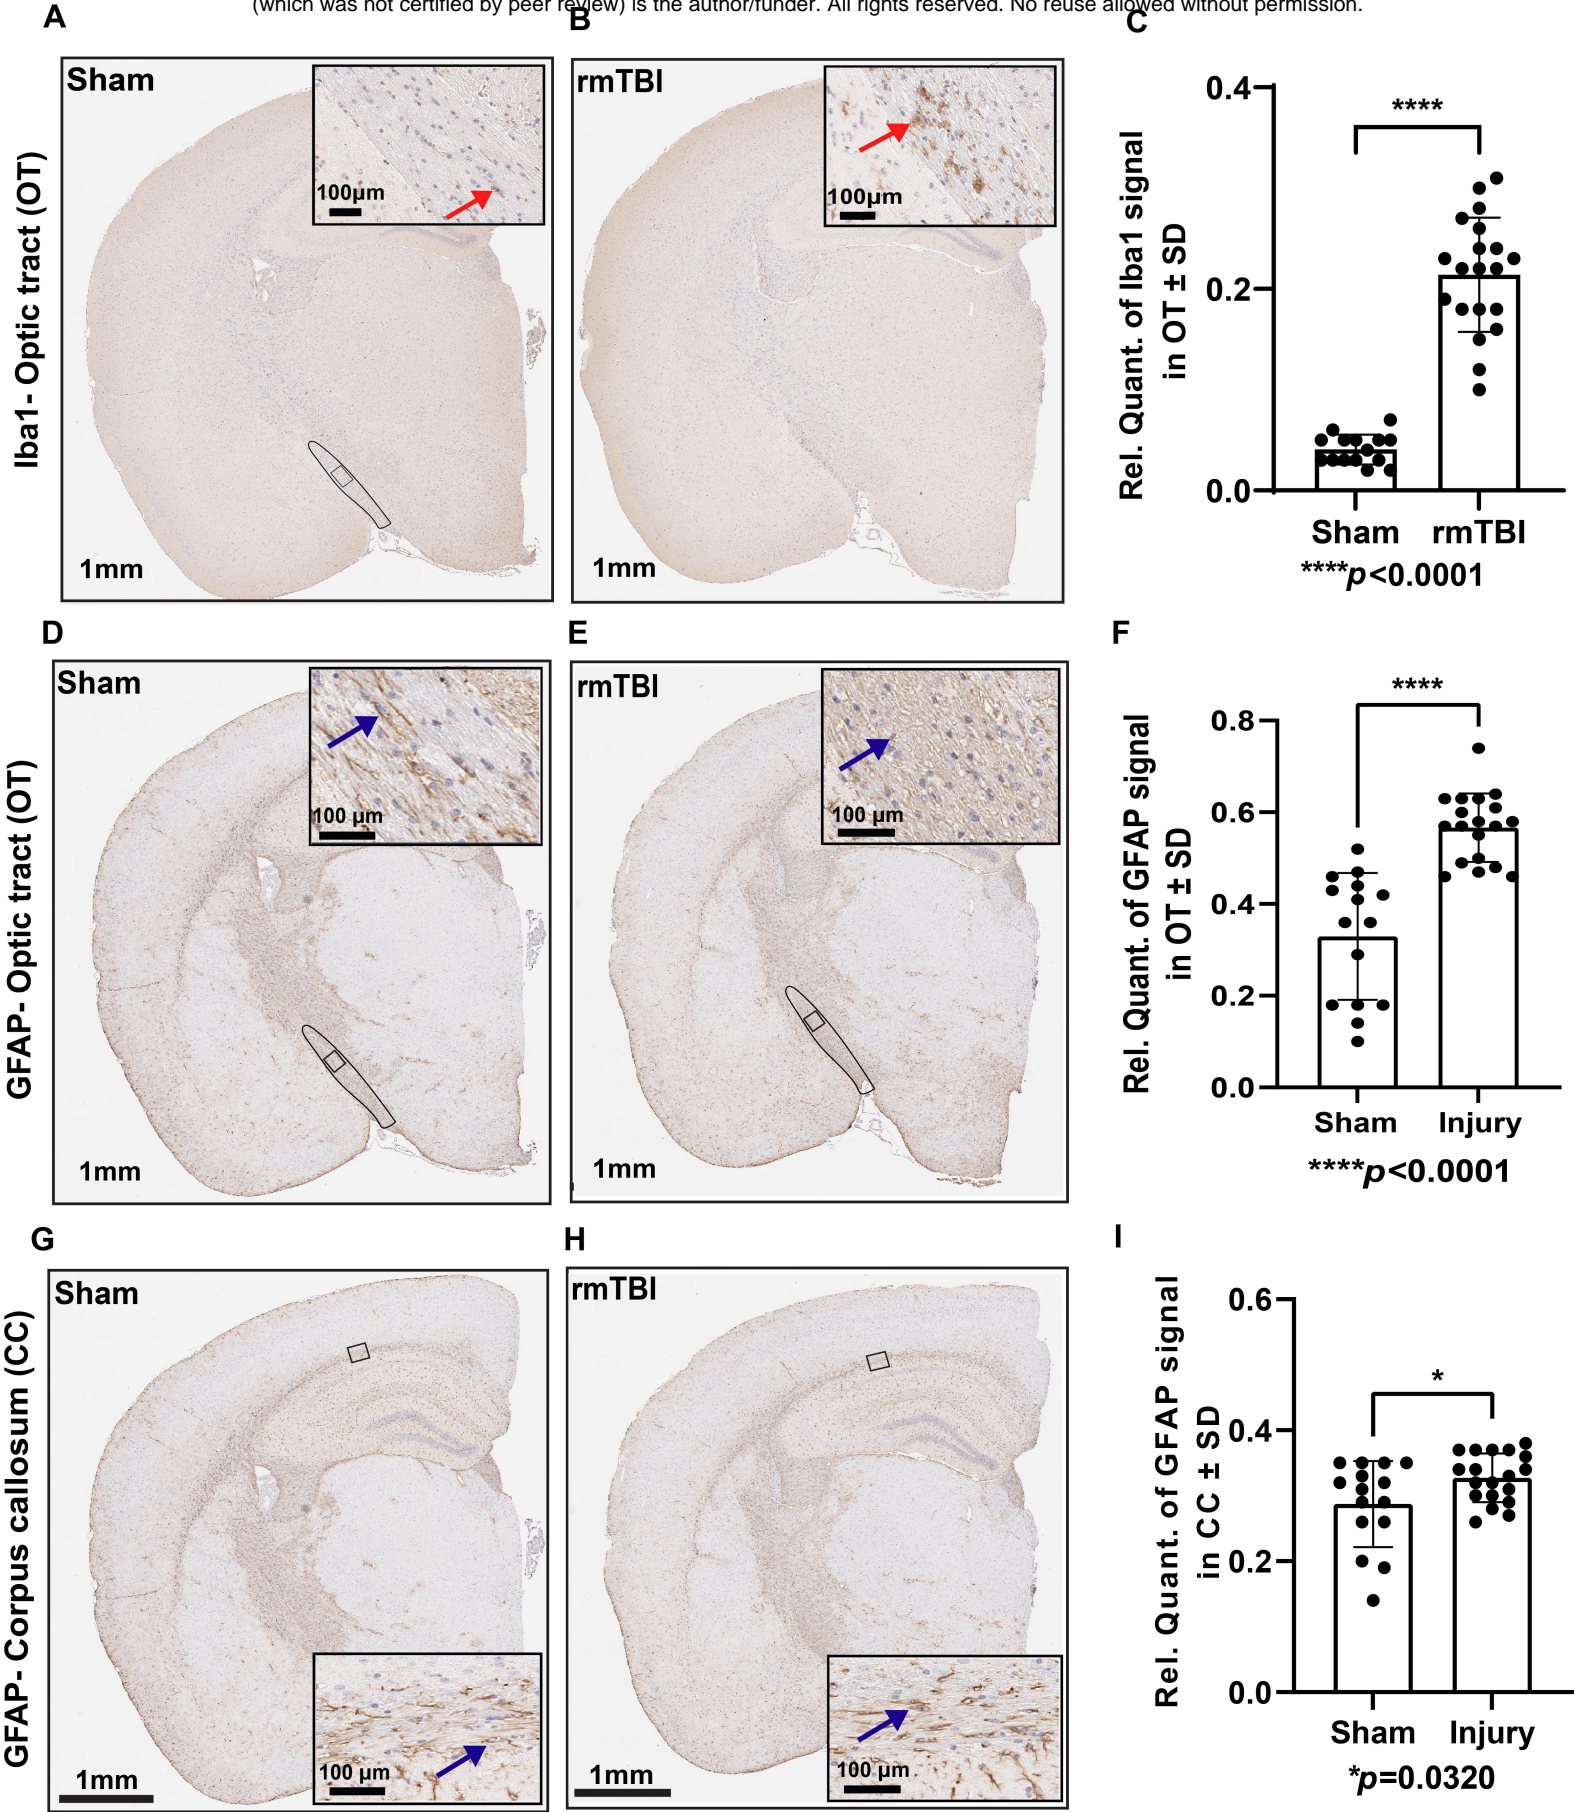 (which was not certified by peer review) is the author/funder. All rights reserved. No reuse allowed without permission.
A
B
C
Iba1- Optic tract (OT)
Sham
100µm
1mm
rmTBI
100µm
1mm
Rel. Quant. of Iba1 signal
in OT ± SD
0.4
0.2
0.0
****
Sham rmTBI
****p<0.0001
D
E
F
GFAP- Optic tract (OT)
Sham
100 µm
1mm
rmTBI
100 µm
1mm
Rel. Quant. of GFAP signal
in OT ± SD
0.8
0.6
0.4
0.2
0.0
****
Sham Injury
****p<0.0001
G
H
I
GFAP- Corpus callosum (CC)
Sham
1mm
100 µm
rmTBI
1mm
100 µm
Rel. Quant. of GFAP signal
in CC ± SD
0.6
0.4
0.2
0.0
*
Sham Injury
*p=0.0320